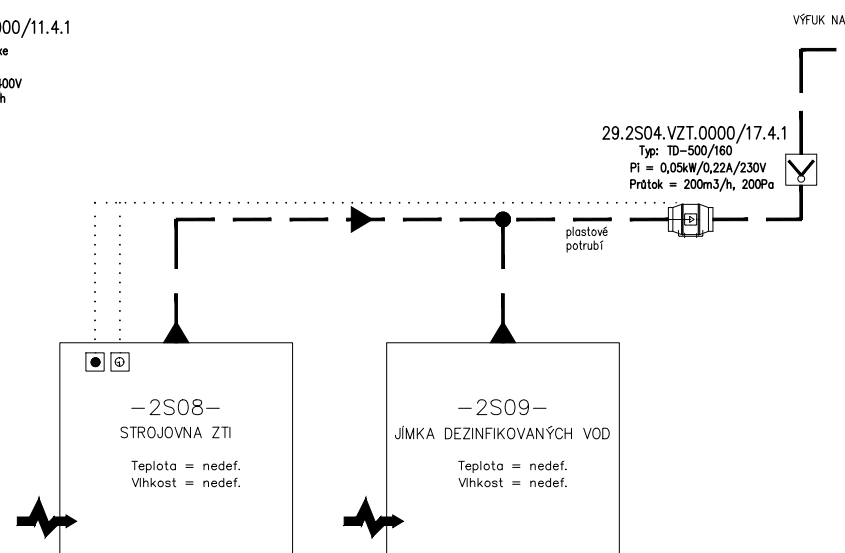 000/11.4.1
400V
VÝFUK NA
29.2S04.VZT.0000/17.4.1
Typ: TD-500/160
Pi = 0,05kW/0,22A/230V
Průtok = 200m3/h, 200Pa
plastové
potrubí
-2S08-
STROJOVNA ZTI
Teplota = nedef.
Vlhkost = nedef.
-2S09-
JÍMKA DEZINFIKOVANÝCH VOD
Teplota = nedef.
Vlhkost = nedef.